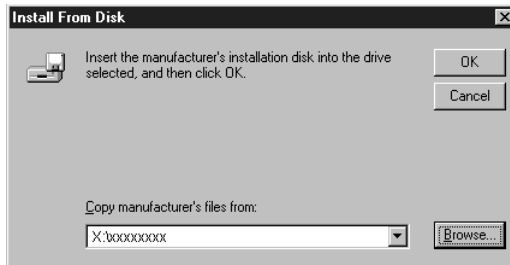 Install From Disk
Insert the manufacturer's installation disk into the drive
selected, and then click OK.
OK
Cancel
Copy manufacturer's files from:
X:\xxxxxxxx
Browse...